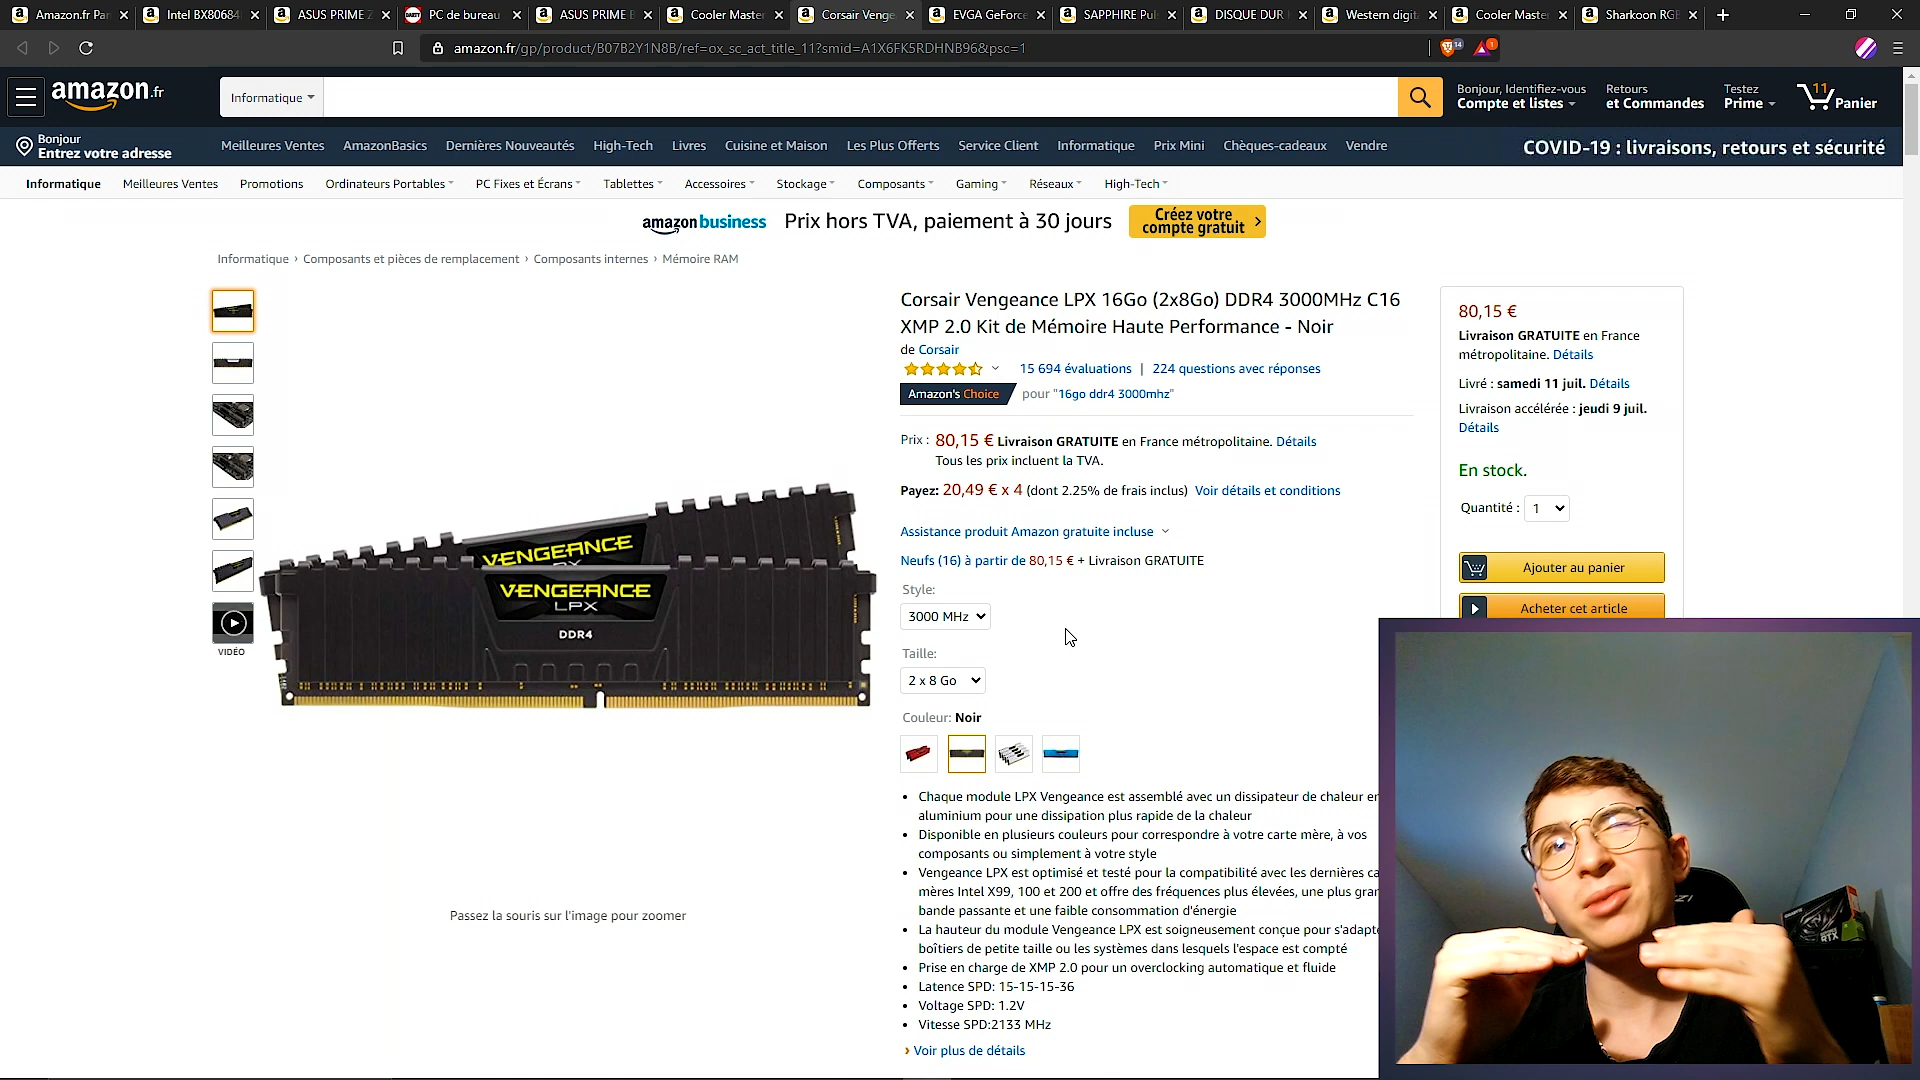 Amazon.fr Pan
Intel BX80684
ASUS PRIME Z
DARTY
PC de bureau
ASUS PRIME B
Cooler Master
Corsair Venge
EVGA GeForce
SAPPHIRE Pul
DISQUE DUR
Western digit
Cooler Master
Sharkoon RGB
amazon.fr/gp/product/B07B2Y1N8B/ref=ox_sc_act_title_11?smid=A1X6FK5RDHNB96&psc=1
14
1
amazon.fr
Informatique
Bonjour, Identifiez-vous
Compte et listes
Retours
et Commandes
Testez
Prime
11
Panier
Bonjour
Entrez votre adresse
Meilleures Ventes AmazonBasics Dernières Nouveautés High-Tech Livres Cuisine et Maison Les Plus Offerts Service Client Informatique Prix Mini Chèques-cadeaux Vendre
COVID-19 : livraisons, retours et sécurité
Informatique Meilleures Ventes Promotions Ordinateurs Portables PC Fixes et Écrans Tablettes Accessoires Stockage Composants Gaming Réseaux High-Tech
amazon business Prix hors TVA, paiement à 30 jours
Créez votre
compte gratuit
Informatique › Composants et pièces de remplacement › Composants internes › Mémoire RAM
VIDÉO
VENGEANCE
VENGEANCE
LPX
DDR4
Passez la souris sur l'image pour zoomer
Corsair Vengeance LPX 16Go (2x8Go) DDR4 3000MHz C16
XMP 2.0 Kit de Mémoire Haute Performance - Noir
de Corsair
15 694 évaluations | 224 questions avec réponses
Amazon's Choice pour "16go ddr4 3000mhz"
Prix : 80,15 € Livraison GRATUITE en France métropolitaine. Détails
Tous les prix incluent la TVA.
Payez: 20,49 € x 4 (dont 2.25% de frais inclus) Voir détails et conditions
Assistance produit Amazon gratuite incluse
Neufs (16) à partir de 80,15 € + Livraison GRATUITE
Style:
3000 MHz
Taille:
2 x 8 Go
Couleur: Noir
• Chaque module LPX Vengeance est assemblé avec un dissipateur de chaleur en
aluminium pour une dissipation plus rapide de la chaleur
• Disponible en plusieurs couleurs pour correspondre à votre carte mère, à vos
composants ou simplement à votre style
• Vengeance LPX est optimisé et testé pour la compatibilité avec les dernières ca
mères Intel X99, 100 et 200 et offre des fréquences plus élevées, une plus gran
bande passante et une faible consommation d'énergie
• La hauteur du module Vengeance LPX est soigneusement conçue pour s'adapte
boîtiers de petite taille ou les systèmes dans lesquels l'espace est compté
• Prise en charge de XMP 2.0 pour un overclocking automatique et fluide
• Latence SPD: 15-15-15-36
• Voltage SPD: 1.2V
• Vitesse SPD:2133 MHz
› Voir plus de détails
80,15 €
Livraison GRATUITE en France
métropolitaine. Détails
Livré : samedi 11 juil. Détails
Livraison accélérée : jeudi 9 juil.
Détails
En stock.
Quantité : 1
Ajouter au panier
Acheter cet article
RTX